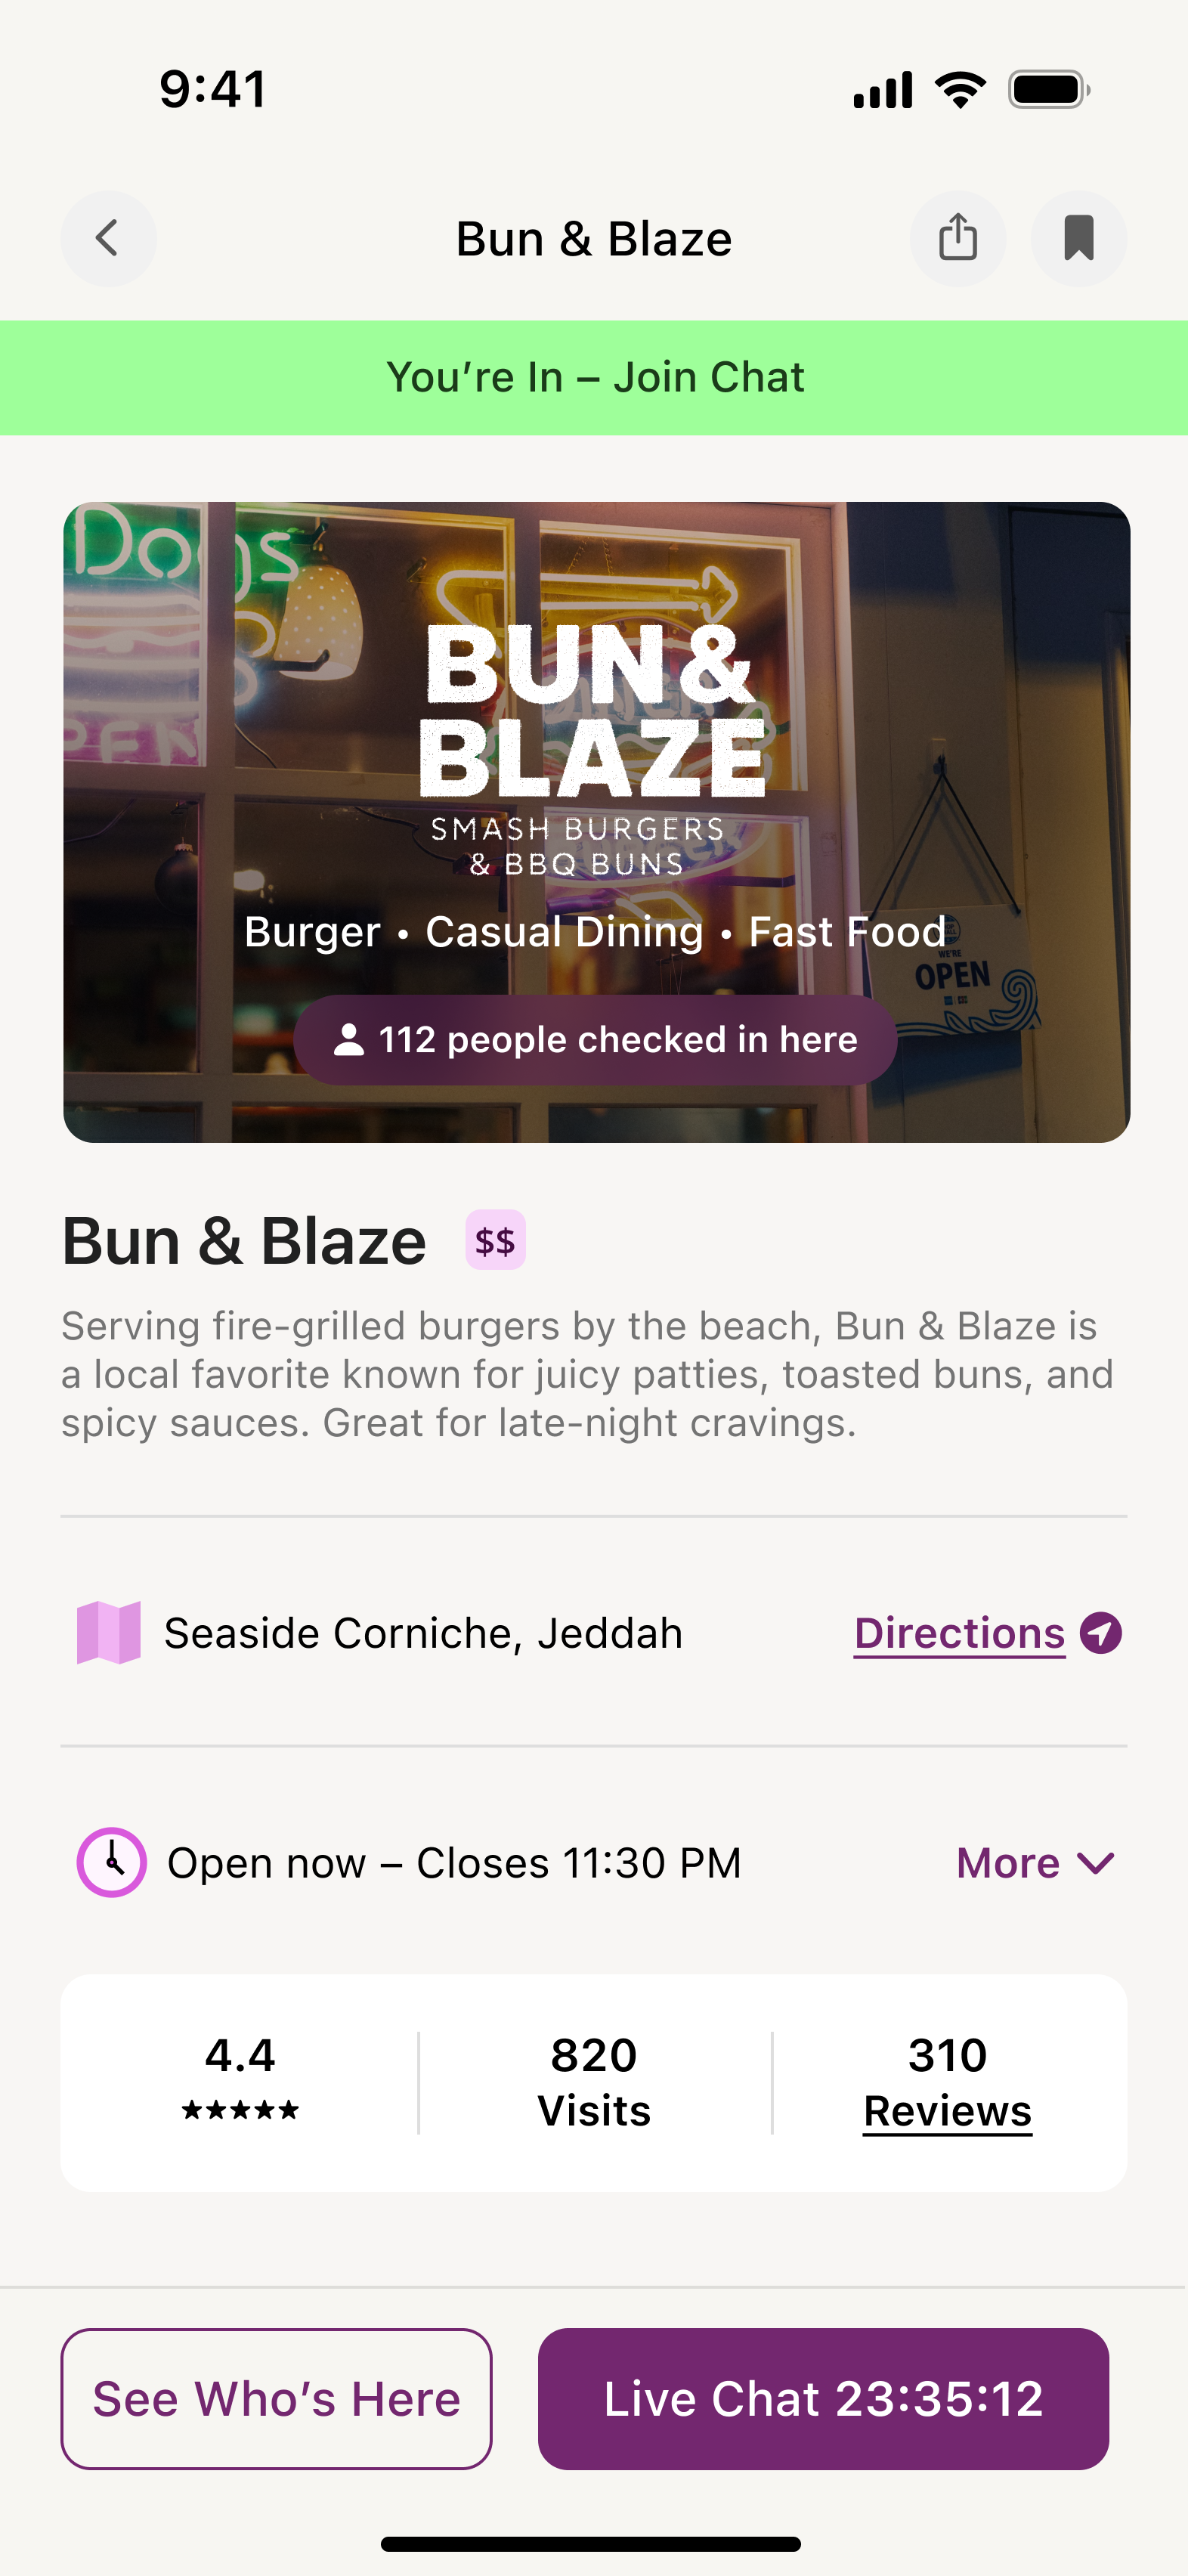 9:41
Bun & Blaze
You’re In – Join Chat
Dogs
BUN&
BLAZE
SMASH BURGERS
& BBQ BUNS
Burger • Casual Dining • Fast Food
WE'RE
OPEN
112 people checked in here
Bun & Blaze
$$
Serving fire-grilled burgers by the beach, Bun & Blaze is
a local favorite known for juicy patties, toasted buns, and
spicy sauces. Great for late-night cravings.
Seaside Corniche, Jeddah
Directions
Open now – Closes 11:30 PM
More
4.4
820
Visits
310
Reviews
See Who’s Here
Live Chat 23:35:12